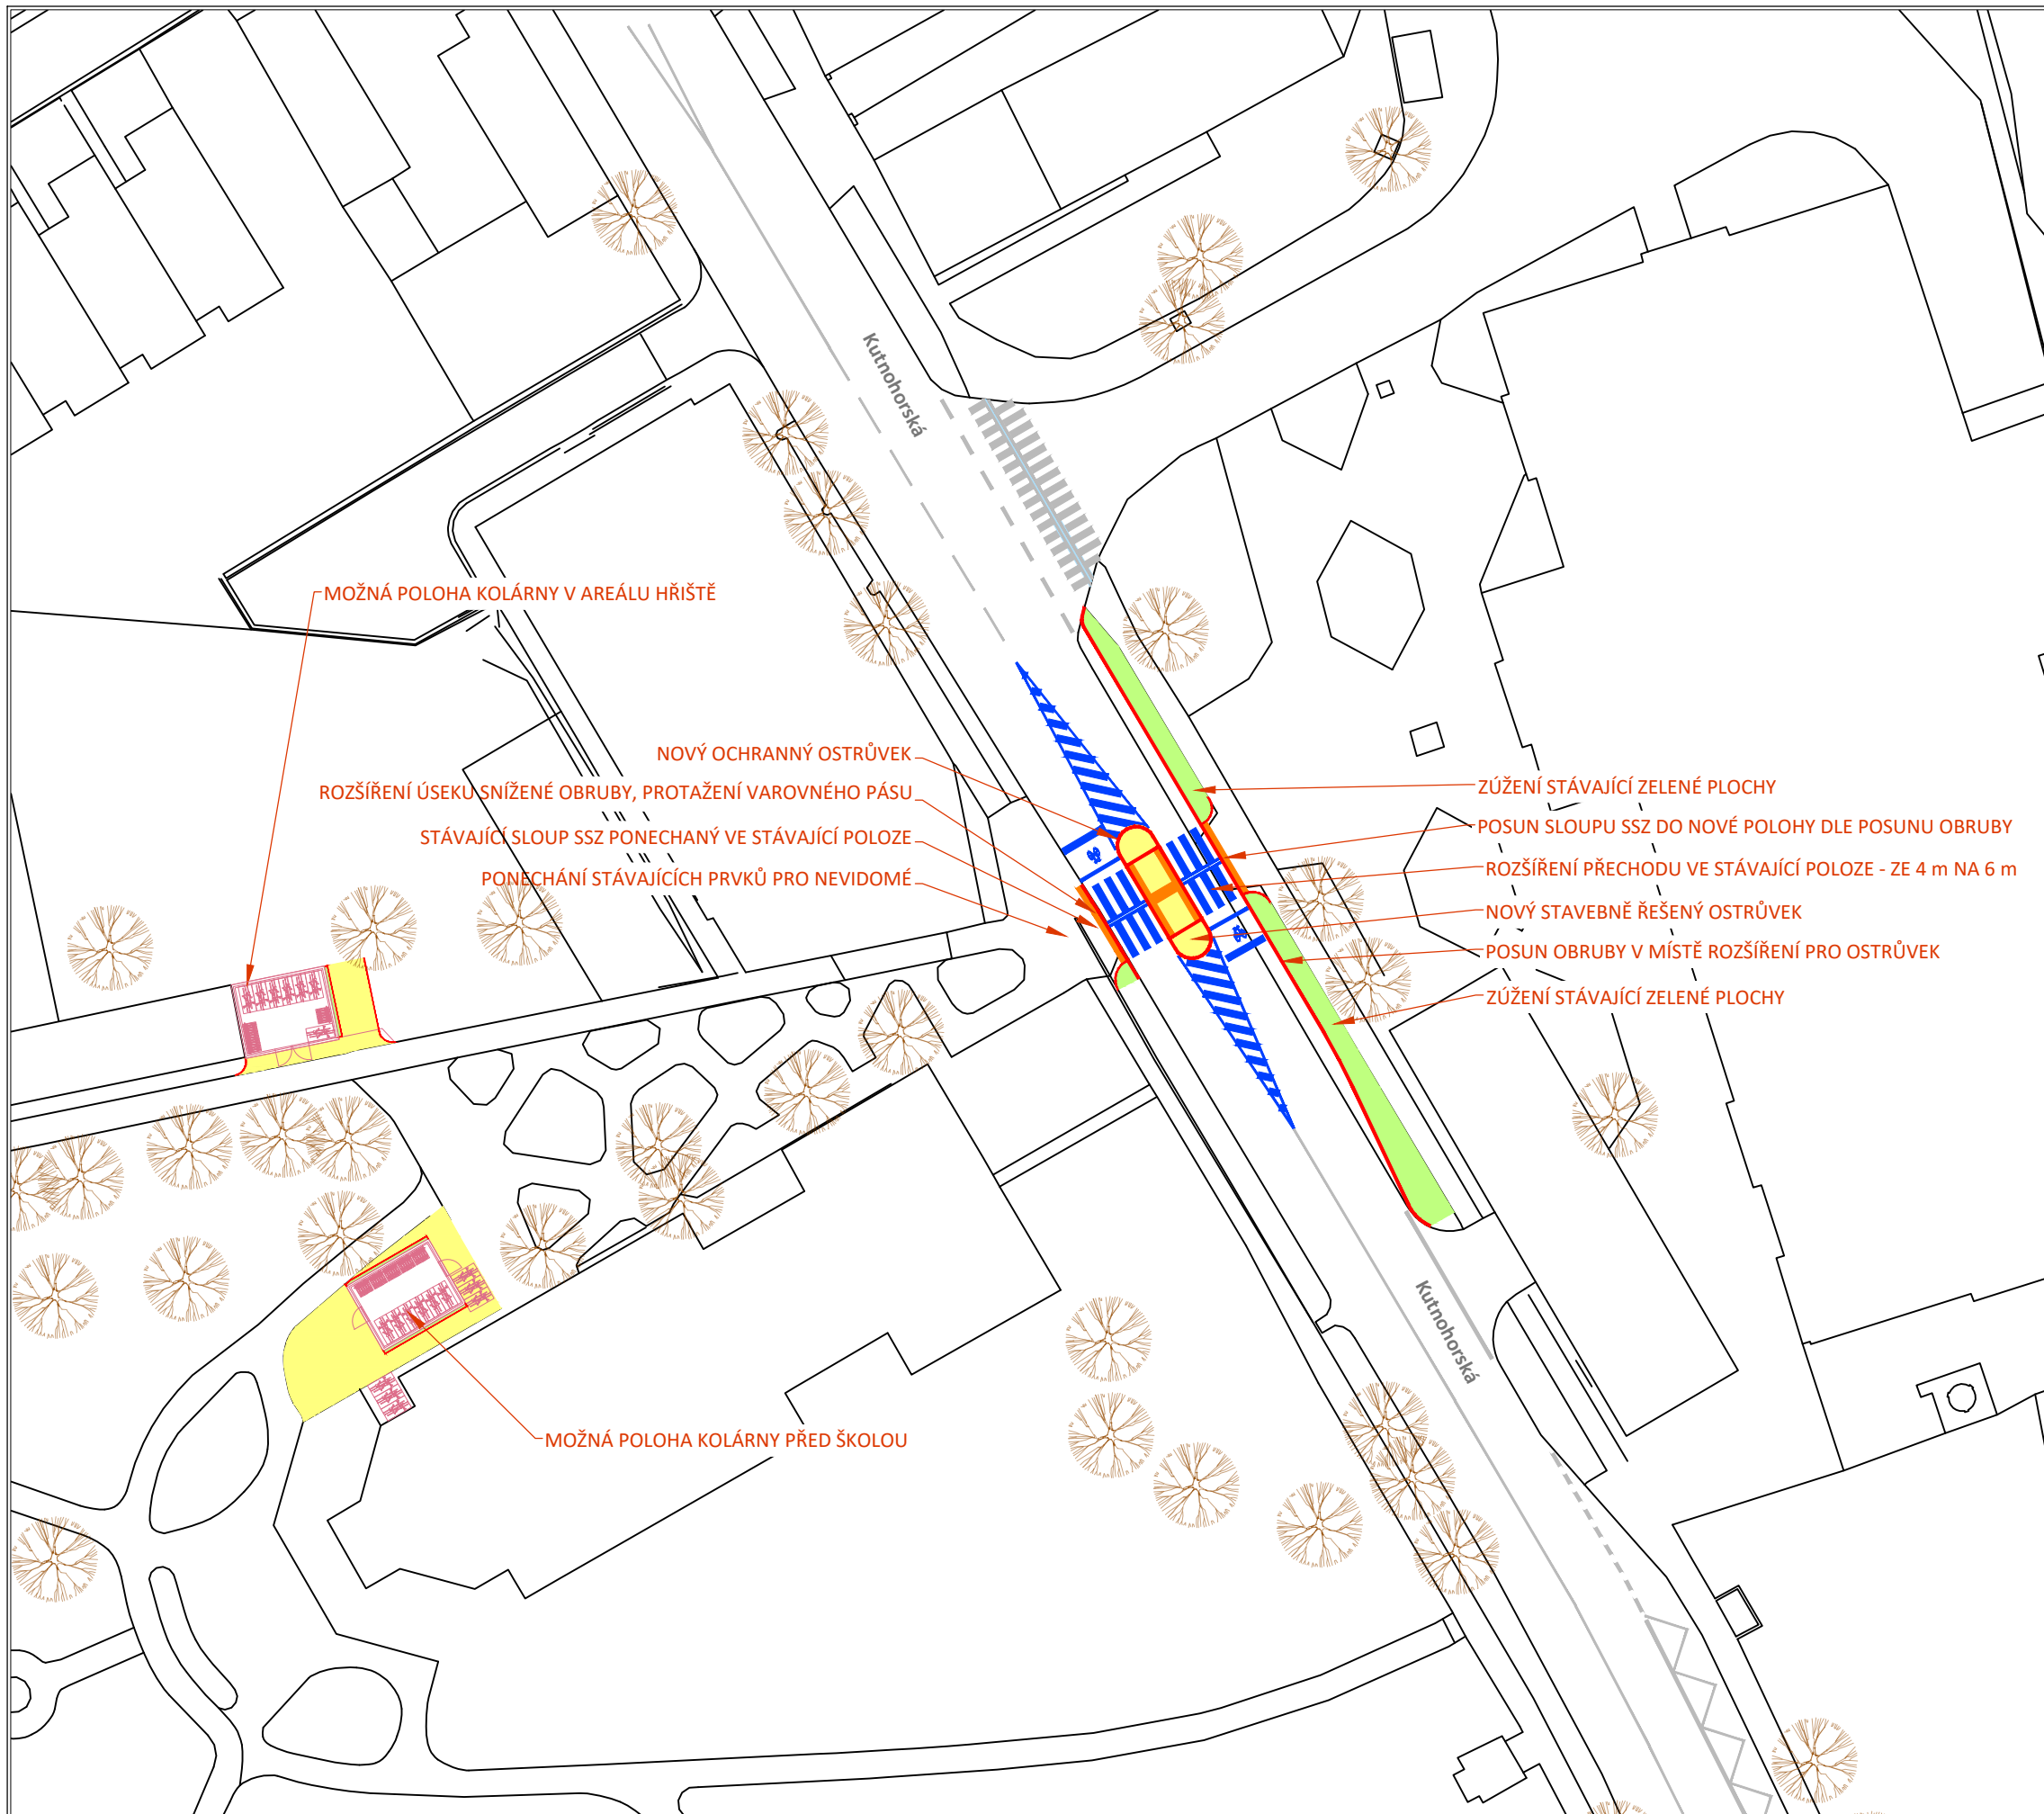 Kutnohorská
MOŽNÁ POLOHA KOLÁRNY V AREÁLU HŘIŠTĚ
NOVÝ OCHRANNÝ OSTRŮVEK
ROZŠÍŘENÍ ÚSEKU SNÍŽENÉ OBRUBY, PROTAŽENÍ VAROVNÉHO PÁSU
STÁVAJÍCÍ SLOUP SSZ PONECHANÝ VE STÁVAJÍCÍ POLOZE
PONECHÁNÍ STÁVAJÍCÍCH PRVKŮ PRO NEVIDOMÉ
ZÚŽENÍ STÁVAJÍCÍ ZELENÉ PLOCHY
POSUN SLOUPU SSZ DO NOVÉ POLOHY DLE POSUNU OBRUBY
ROZŠÍŘENÍ PŘECHODU VE STÁVAJÍCÍ POLOZE - ZE 4 m NA 6 m
NOVÝ STAVEBNĚ ŘEŠENÝ OSTRŮVEK
POSUN OBRUBY V MÍSTĚ ROZŠÍŘENÍ PRO OSTRŮVEK
ZÚŽENÍ STÁVAJÍCÍ ZELENÉ PLOCHY
Kutnohorská
MOŽNÁ POLOHA KOLÁRNY PŘED ŠKOLOU